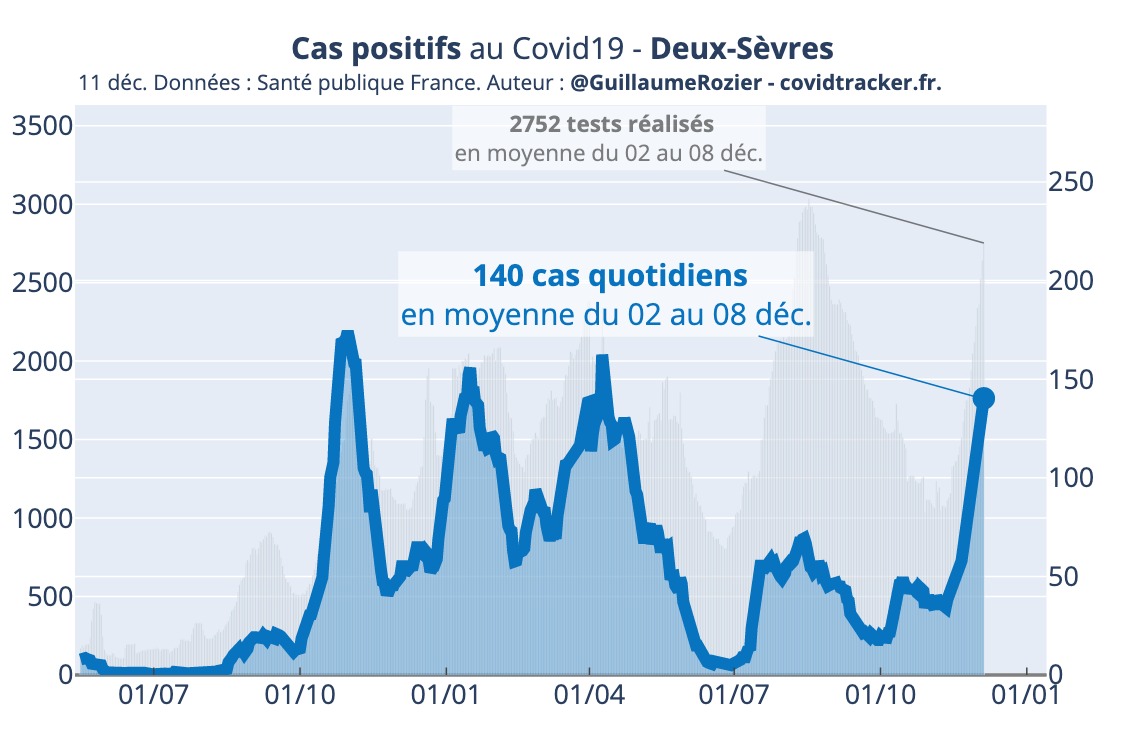 Cas positifs au Covid19 - Deux-Sèvres
11 déc. Données : Santé publique France. Auteur : @GuillaumeRozier - covidtracker.fr.
2752 tests réalisés
en moyenne du 02 au 08 déc.
140 cas quotidiens
en moyenne du 02 au 08 déc.
3500
3000
2500
2000
1500
1000
500
0
250
200
150
100
50
0
01/07 01/10 01/01 01/04 01/07 01/10 01/01